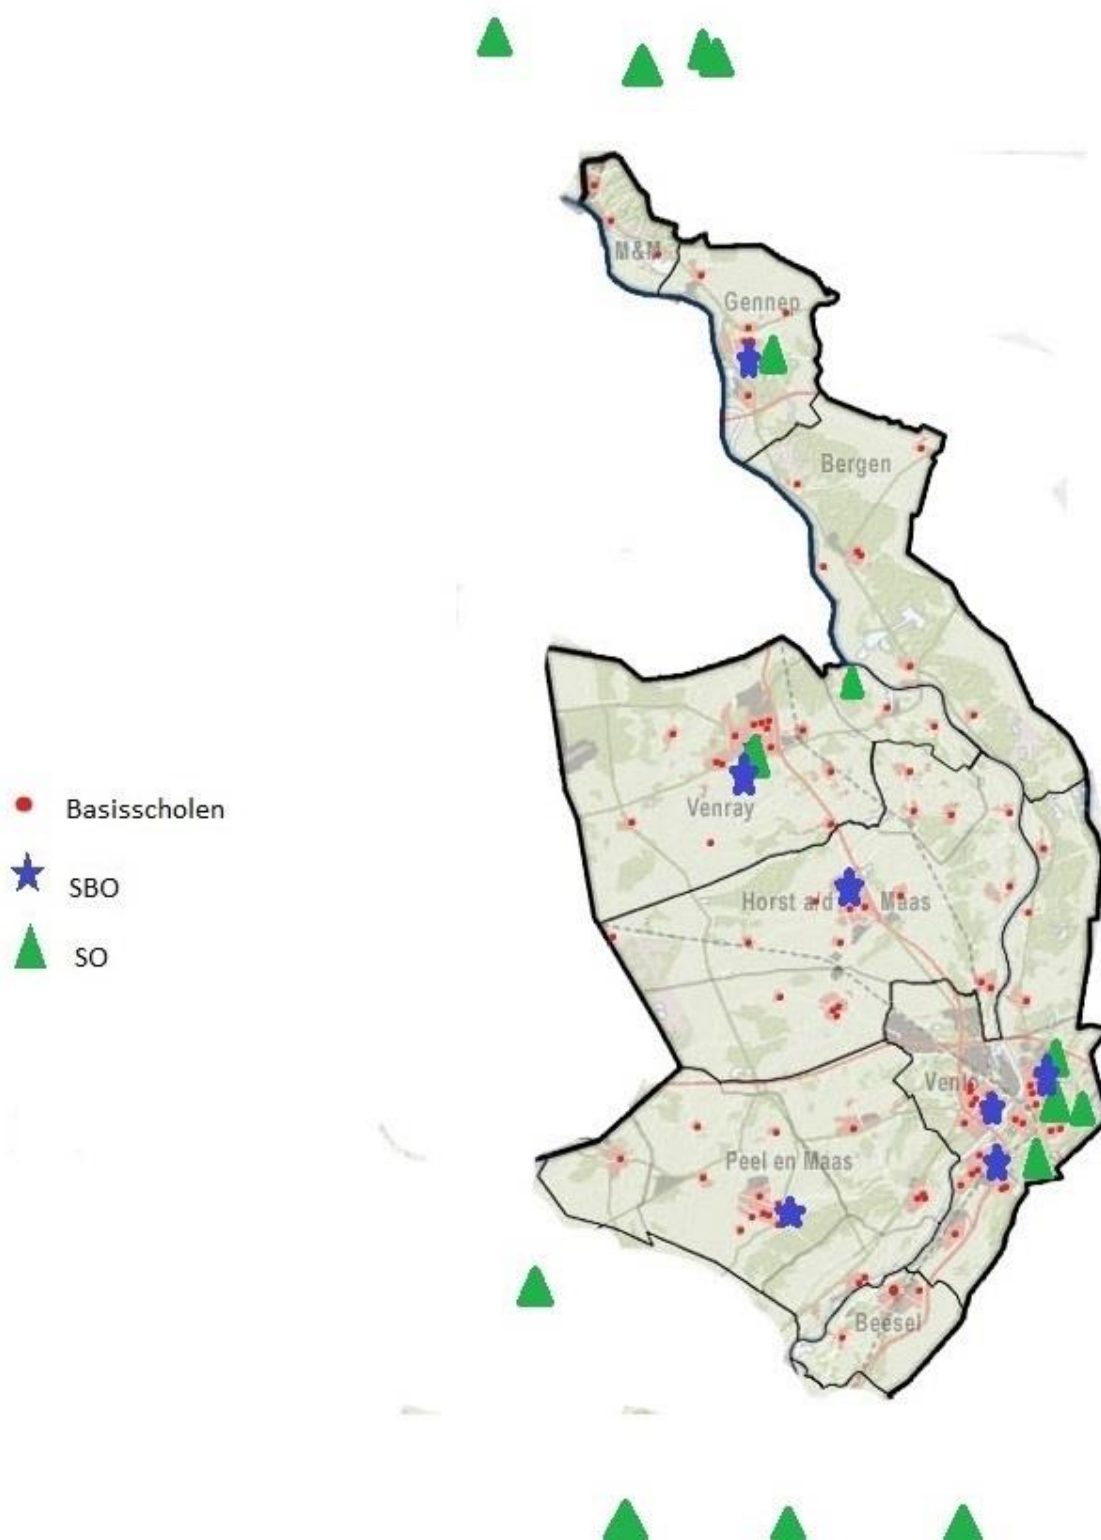 M&M
Gennep
Bergen
Venray
Basisscholen
SBO
Horst a/d Maas
SO
Venlo
Peel en Maas
Beesel